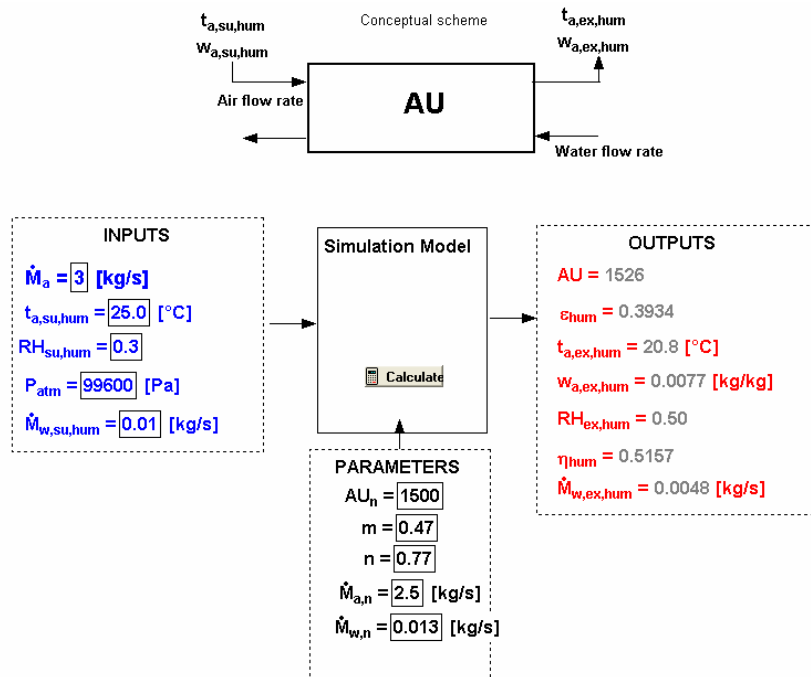 Conceptual scheme
t a,su,hum
w a,su,hum
t a,ex,hum
w a,ex,hum
Air flow rate
AU
Water flow rate
INPUTS
Ṁa = 3 [kg/s]
ta,su,hum = 25.0 [°C]
RHsu,hum = 0.3
Patm = 99600 [Pa]
Ṁw,su,hum = 0.01 [kg/s]
Simulation Model
Calculate
PARAMETERS
AUn = 1500
m = 0.47
n = 0.77
Ṁa,n = 2.5 [kg/s]
Ṁw,n = 0.013 [kg/s]
OUTPUTS
AU = 1526
εhum = 0.3934
ta,ex,hum = 20.8 [°C]
wa,ex,hum = 0.0077 [kg/kg]
RHex,hum = 0.50
ηhum = 0.5157
Ṁw,ex,hum = 0.0048 [kg/s]